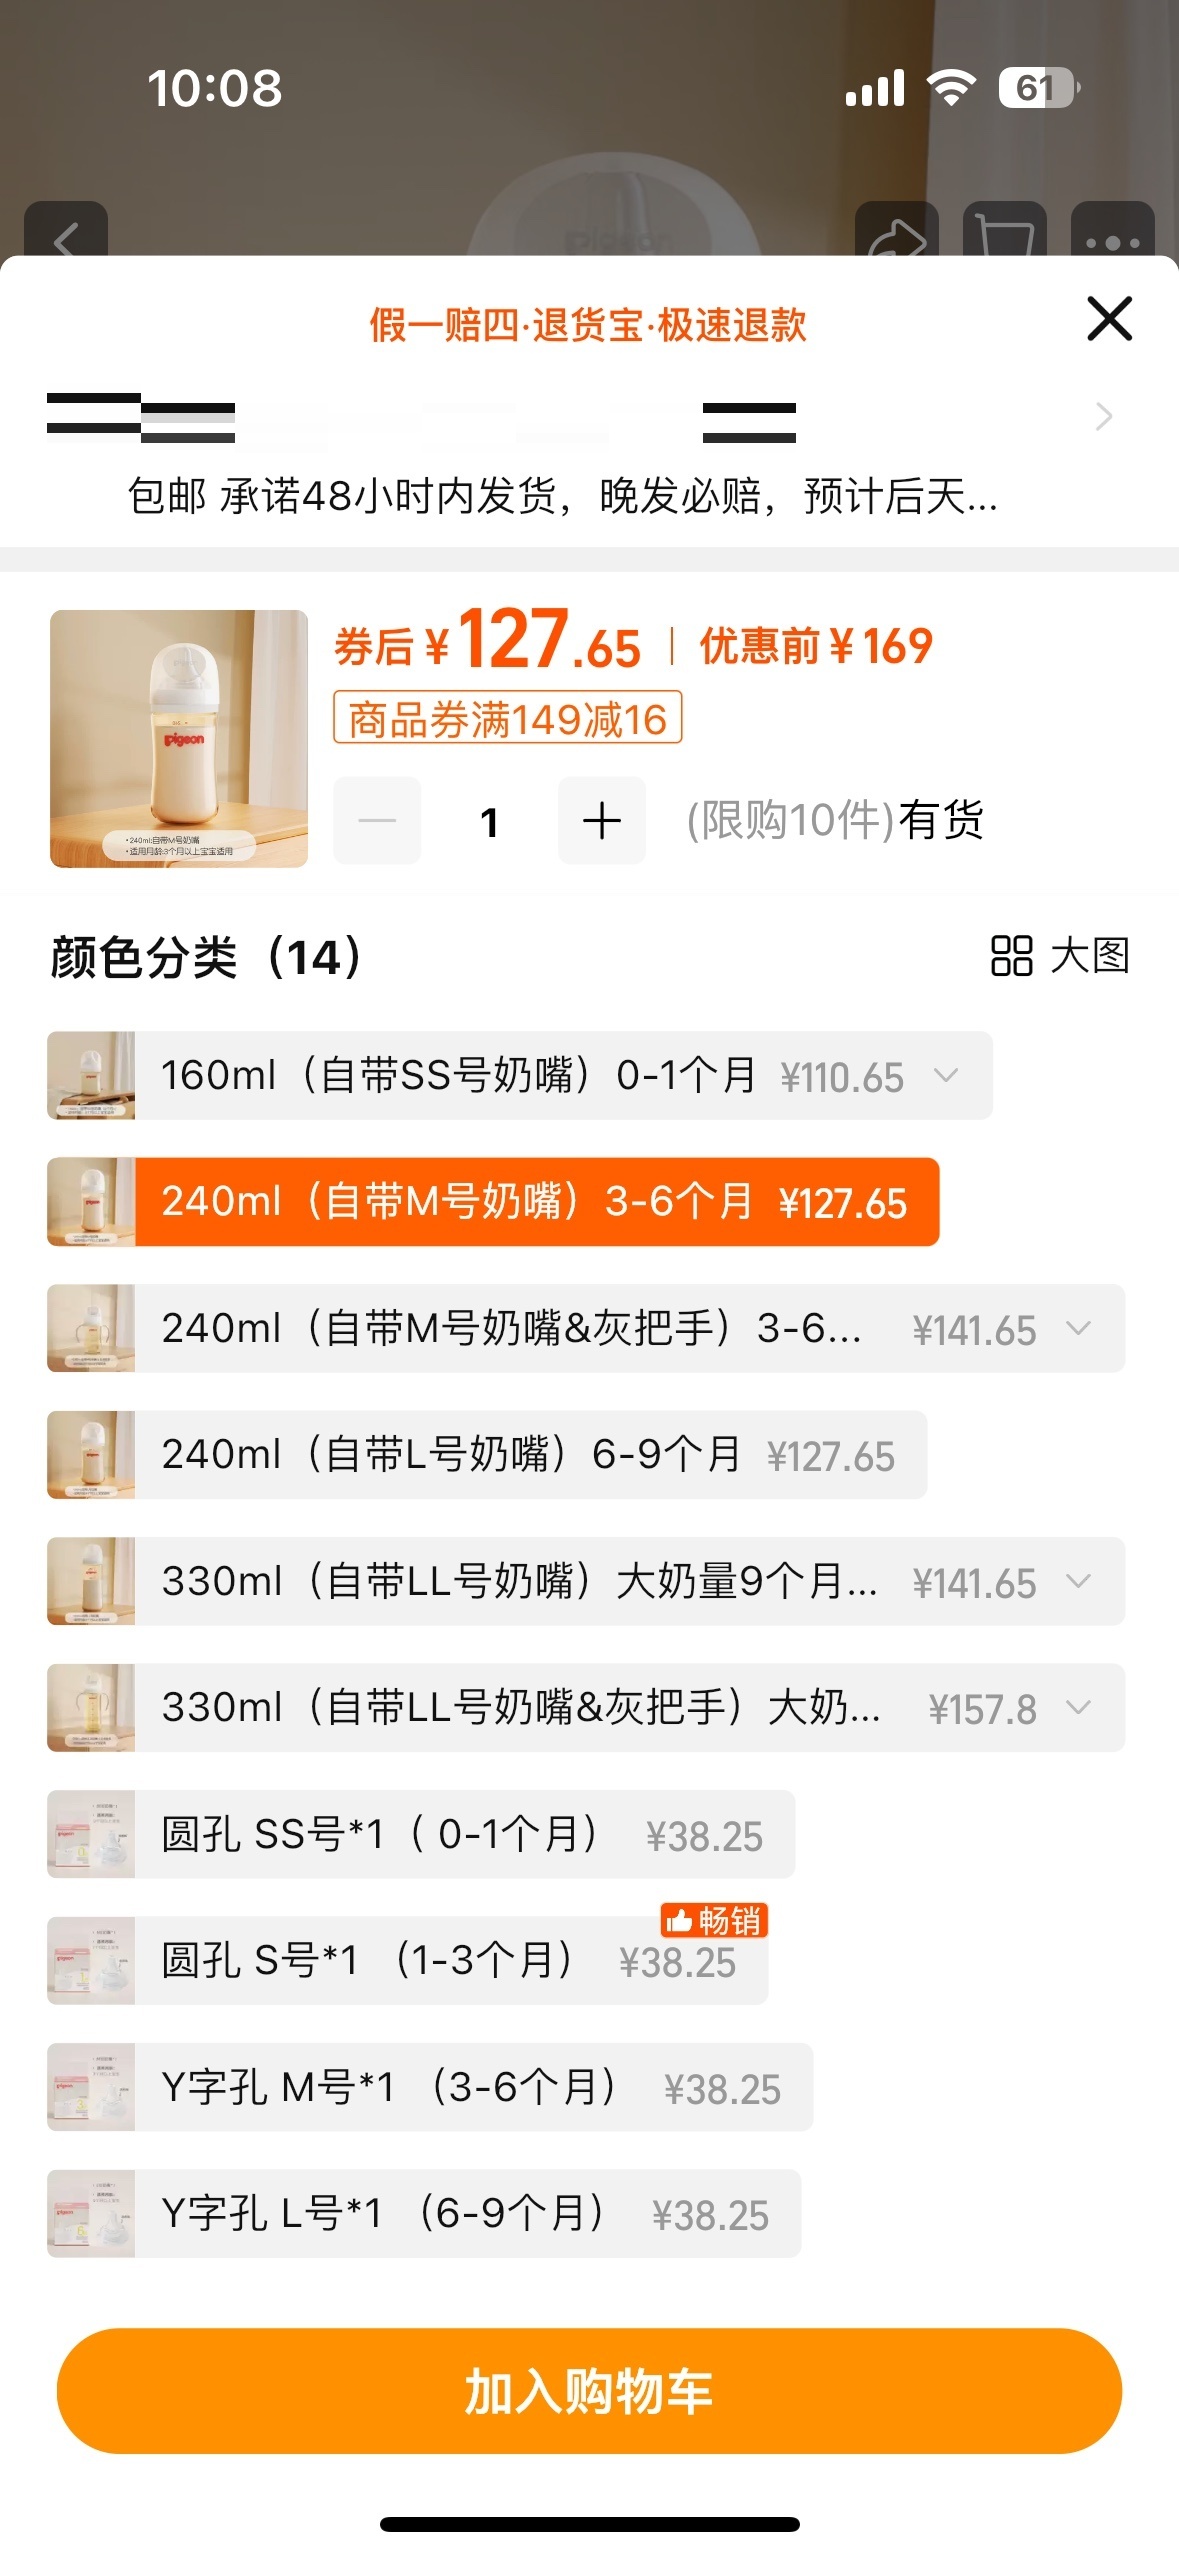 10:08
61
假一赔四·退货宝·极速退款
包邮 承诺48小时内发货，晚发必赔，预计后天...
券后 ¥127.65 | 优惠前 ¥169
商品券满149减16
1
(限购10件)有货
pigeon
•240ml:自带M号奶嘴
•适用月龄:3个月以上宝宝适用
颜色分类（14）
大图
160ml（自带SS号奶嘴）0-1个月 ¥110.65
240ml（自带M号奶嘴）3-6个月 ¥127.65
240ml（自带M号奶嘴&灰把手）3-6... ¥141.65
240ml（自带L号奶嘴）6-9个月 ¥127.65
330ml（自带LL号奶嘴）大奶量9个月... ¥141.65
330ml（自带LL号奶嘴&灰把手）大奶... ¥157.8
圆孔 SS号*1（ 0-1个月） ¥38.25
畅销
圆孔 S号*1 （1-3个月） ¥38.25
Y字孔 M号*1 （3-6个月） ¥38.25
Y字孔 L号*1 （6-9个月） ¥38.25
加入购物车